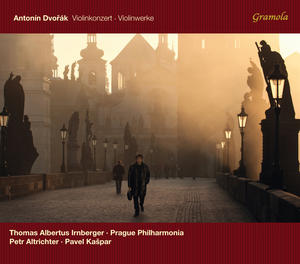 Antonín Dvořák Violinkonzert · Violinwerke
Gramola
Thomas Albertus Irnberger · Prague Philharmonia
Petr Altrichter · Pavel Kašpar